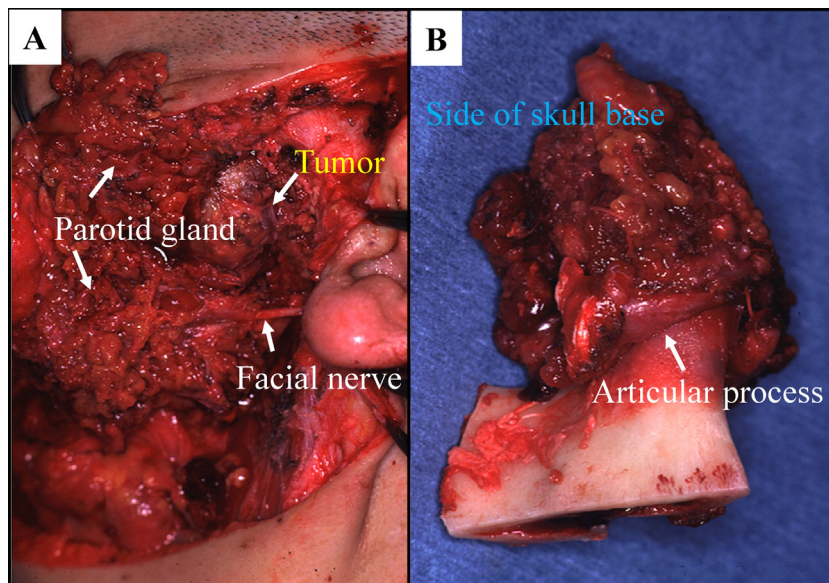 A
Tumor
Parotid gland
Facial nerve
B
Side of skull base
Articular process